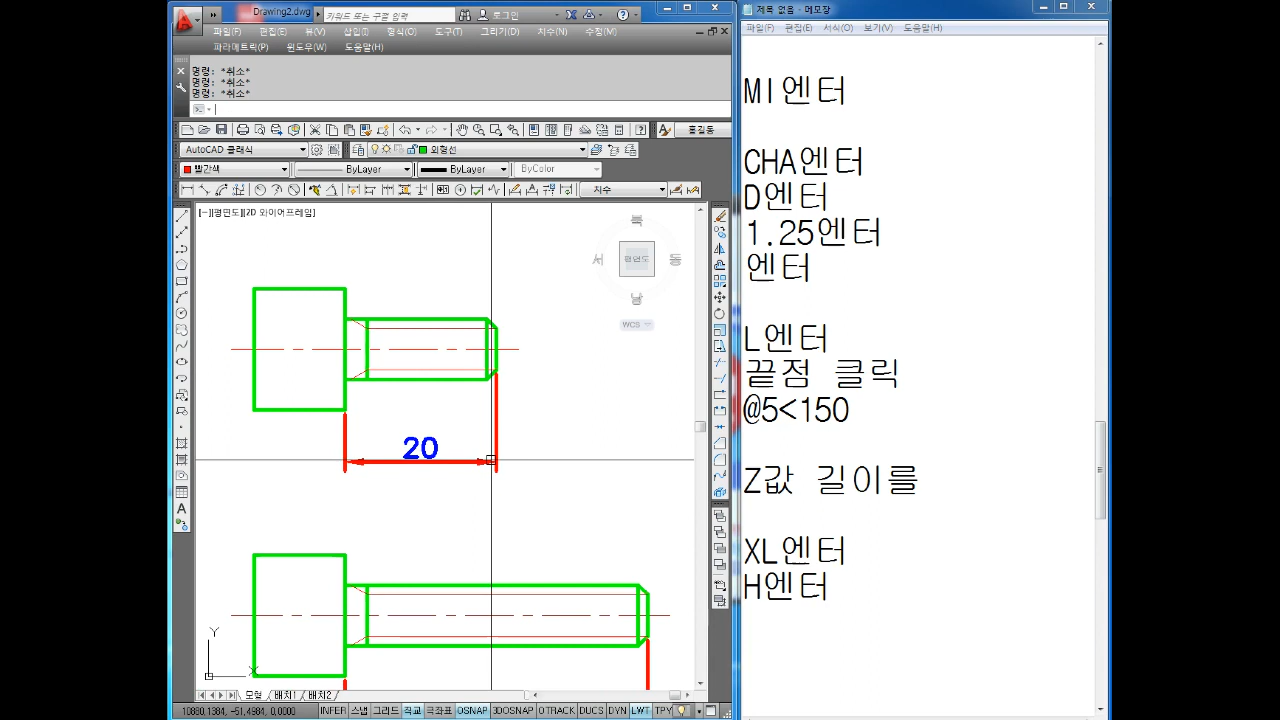 Drawing2.dwg
키워드 또는 구절 입력
로그인
파일(F) 편집(E) 뷰(V) 삽입(I) 형식(O) 도구(T) 그리기(D) 치수(N) 수정(M)
파라메트릭(P) 윈도우(W) 도움말(H)
명령: *취소*
명령: *취소*
명령: *취소*
홍길동
AutoCAD 클래식
외형선
빨간색 ByLayer ByLayer ByColor
치수
[-][평면도][2D 와이어프레임]
북
서 평면도 동
남
WCS
20
Y
X
모형 배치1 배치2
INFER 스냅 그리드 직교 극좌표 OSNAP 3DOSNAP OTRACK DUCS DYN LWT TPY
제목 없음 - 메모장
파일(F) 편집(E) 서식(O) 보기(V) 도움말(H)
MI엔터
CHA엔터
D엔터
1.25엔터
엔터
L엔터
끝점 클릭
@5<150
Z값 길이를
XL엔터
H엔터